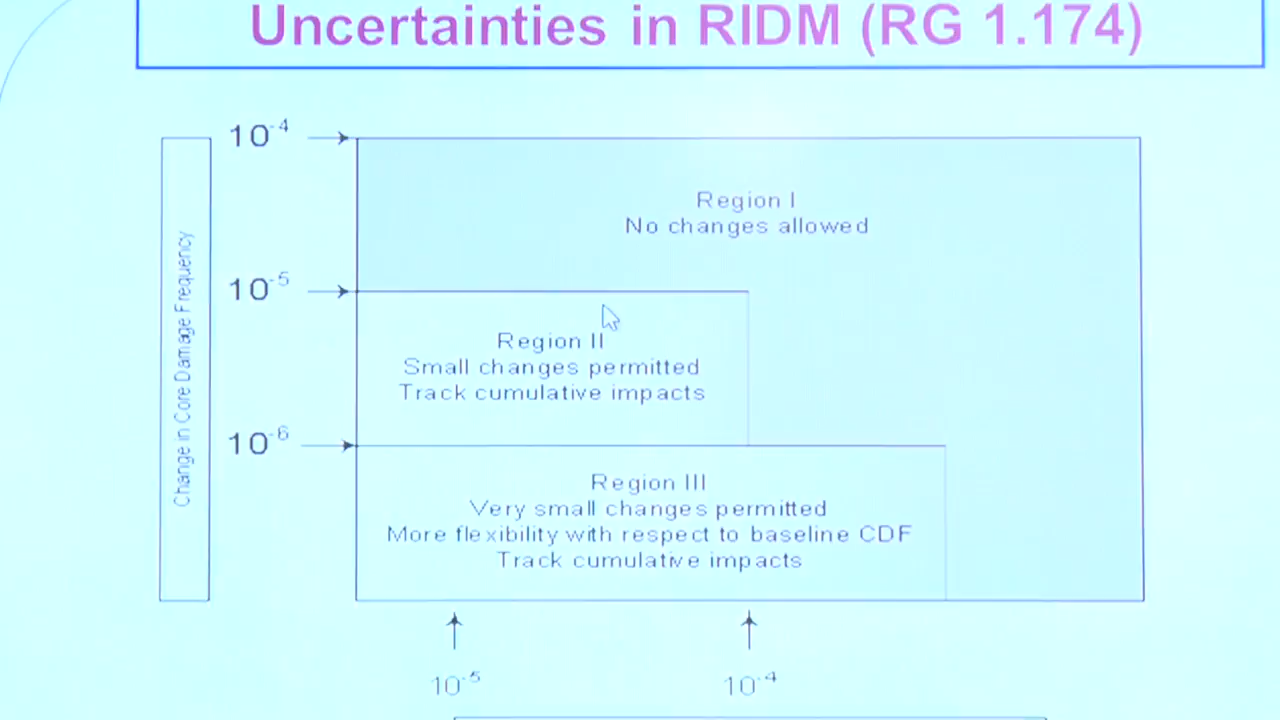 Uncertainties in RIDM (RG 1.174)
10-4
Region I
No changes allowed
Change in Core Damage Frequency
10-5
Region II
Small changes permitted
Track cumulative impacts
10-6
Region III
Very small changes permitted
More flexibility with respect to baseline CDF
Track cumulative impacts
10-5
10-4